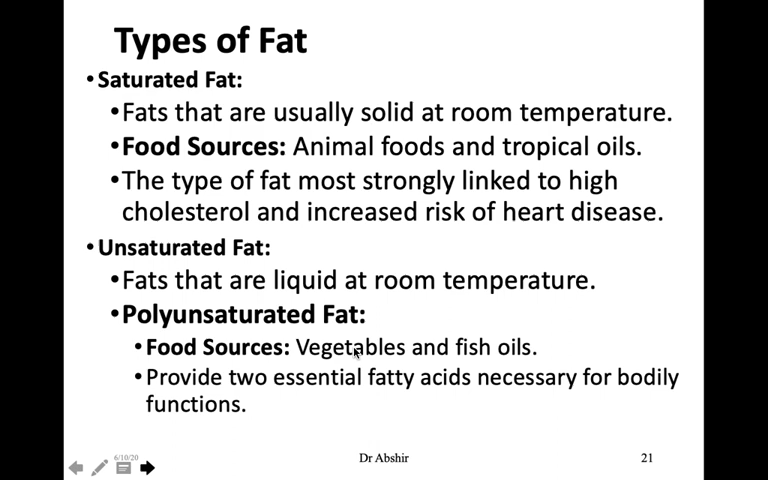 Types of Fat
•Saturated Fat:
•Fats that are usually solid at room temperature.
•Food Sources: Animal foods and tropical oils.
•The type of fat most strongly linked to high
cholesterol and increased risk of heart disease.
•Unsaturated Fat:
•Fats that are liquid at room temperature.
•Polyunsaturated Fat:
•Food Sources: Vegetables and fish oils.
•Provide two essential fatty acids necessary for bodily
functions.
6/10/20
Dr Abshir
21